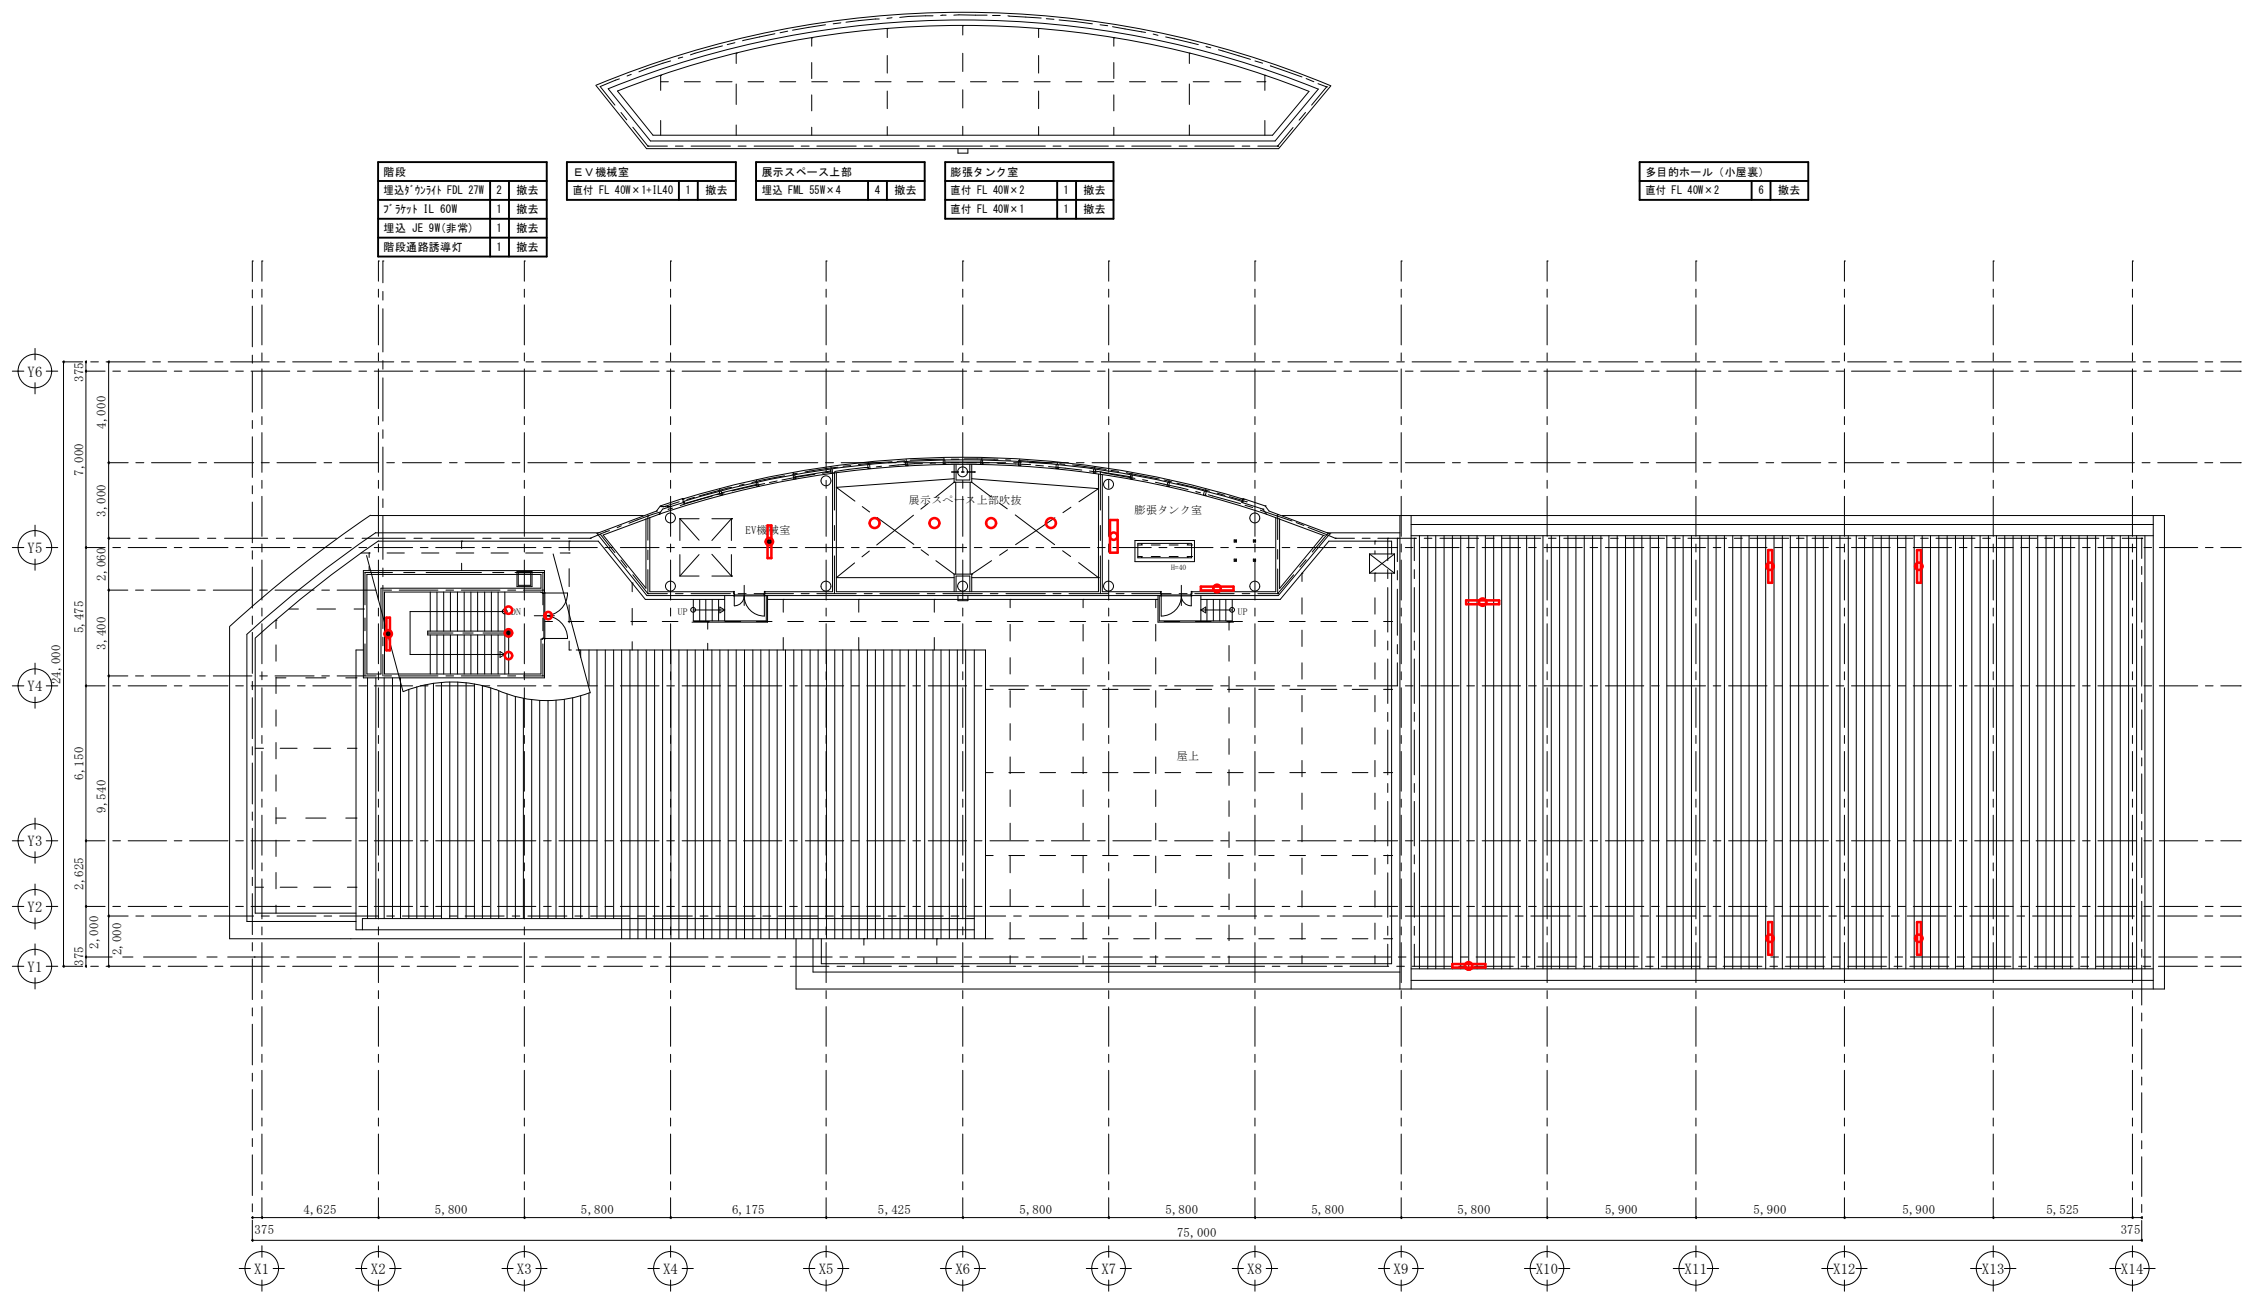 階段
埋込ﾀﾞｳﾝﾗｲﾄ FDL 27W 2 撤去
ﾌﾞﾗｹｯﾄ IL 60W 1 撤去
埋込 JE 9W(非常) 1 撤去
階段通路誘導灯 1 撤去
EV機械室
直付 FL 40W×1+IL40 1 撤去
展示スペース上部
埋込 FML 55W×4 4 撤去
膨張タンク室
直付 FL 40W×2 1 撤去
直付 FL 40W×1 1 撤去
多目的ホール（小屋裏）
直付 FL 40W×2 6 撤去
Y6
Y5
Y4
Y3
Y2
Y1
24,000
375
7,000
5,475
6,150
2,625
2,000
375
4,000
3,000
2,060
3,400
9,540
2,000
展示スペース上部吹抜
膨張タンク室
EV機械室
H=40
DN
UP
UP
屋上
4,625
5,800
5,800
6,175
5,425
5,800
5,800
5,800
5,800
5,900
5,900
5,900
5,525
375
75,000
375
X1
X2
X3
X4
X5
X6
X7
X8
X9
X10
X11
X12
X13
X14